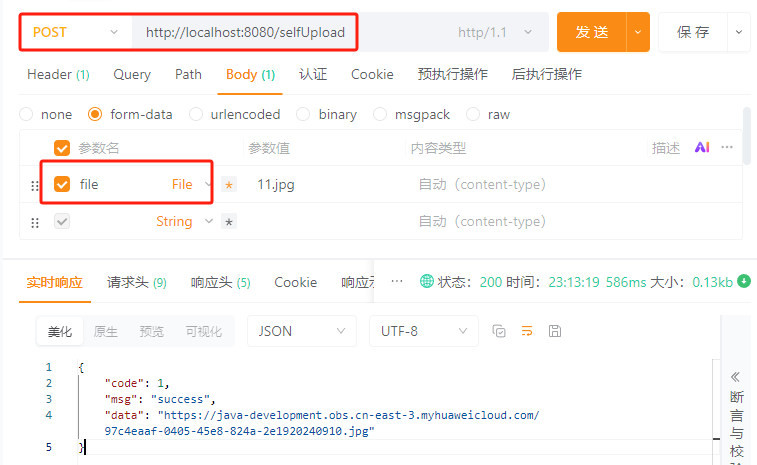 POST http://localhost:8080/selfUpload http/1.1 发 送 保 存
Header (1) Query Path Body (1) 认证 Cookie 预执行操作 后执行操作
none form-data urlencoded binary msgpack raw
参数名 参数值 内容类型 描述 AI ···
file File * 11.jpg 自动（content-type）
String * 自动（content-type）
实时响应 请求头 (9) 响应头 (5) Cookie 响应示 ··· 状态： 200 时间： 23:13:19 586ms 大小： 0.13kb
美化 原生 预览 可视化 JSON UTF-8
1 {
2 "code": 1,
3 "msg": "success",
4 "data": "https://java-development.obs.cn-east-3.myhuaweicloud.com/
97c4eaaf-0405-45e8-824a-2e1920240910.jpg"
5 }
《
断
言
与
校